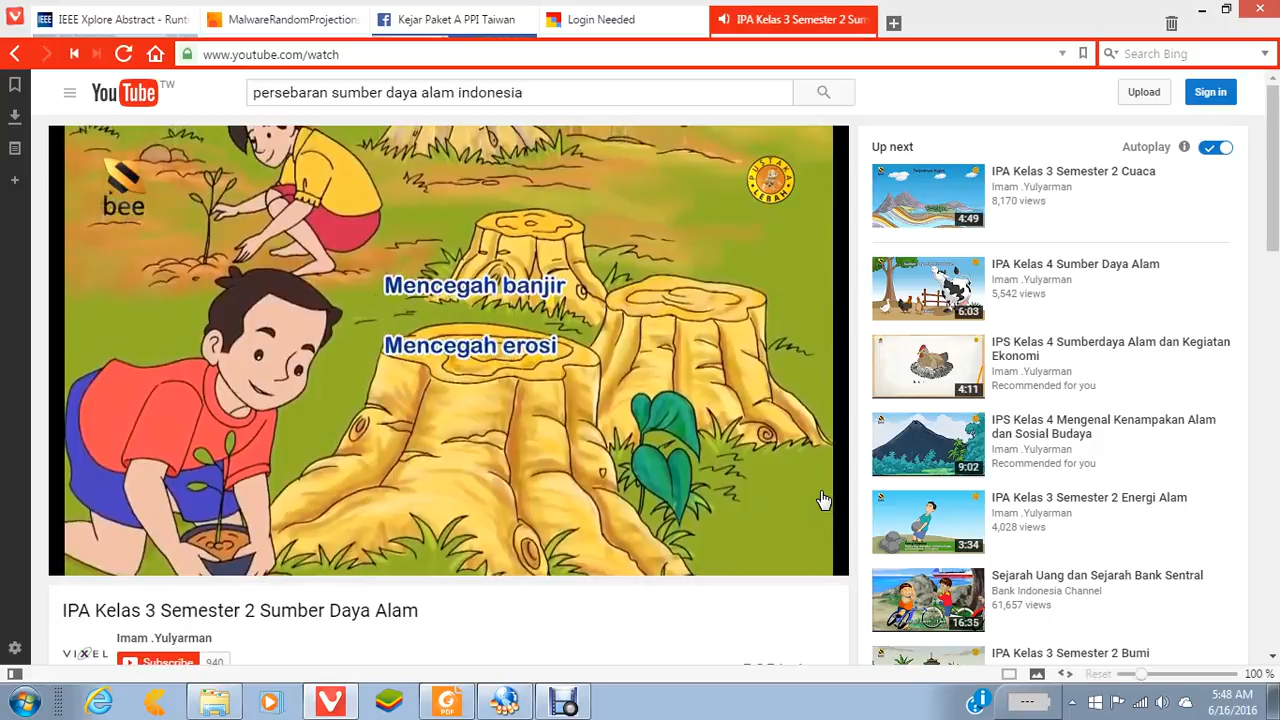 IEEE Xplore Abstract - Runt
MalwareRandomProjections
Kejar Paket A PPI Taiwan
Login Needed
IPA Kelas 3 Semester 2 Sum
www.youtube.com/watch
Search Bing
YouTube TW
persebaran sumber daya alam indonesia
Upload
Sign in
bee
PUSTAKA LEBAH
Mencegah banjir
Mencegah erosi
Up next
Autoplay
IPA Kelas 3 Semester 2 Cuaca
Imam .Yulyarman
8,170 views
4:49
IPA Kelas 4 Sumber Daya Alam
Imam .Yulyarman
5,542 views
6:03
IPS Kelas 4 Sumberdaya Alam dan Kegiatan
Ekonomi
Imam .Yulyarman
Recommended for you
4:11
IPS Kelas 4 Mengenal Kenampakan Alam
dan Sosial Budaya
Imam .Yulyarman
Recommended for you
9:02
IPA Kelas 3 Semester 2 Energi Alam
Imam .Yulyarman
4,028 views
3:34
Sejarah Uang dan Sejarah Bank Sentral
Bank Indonesia Channel
61,657 views
16:35
IPA Kelas 3 Semester 2 Bumi
IPA Kelas 3 Semester 2 Sumber Daya Alam
Imam .Yulyarman
VIXEL
Subscribe
940
Reset
100 %
PDF
5:48 AM
6/16/2016